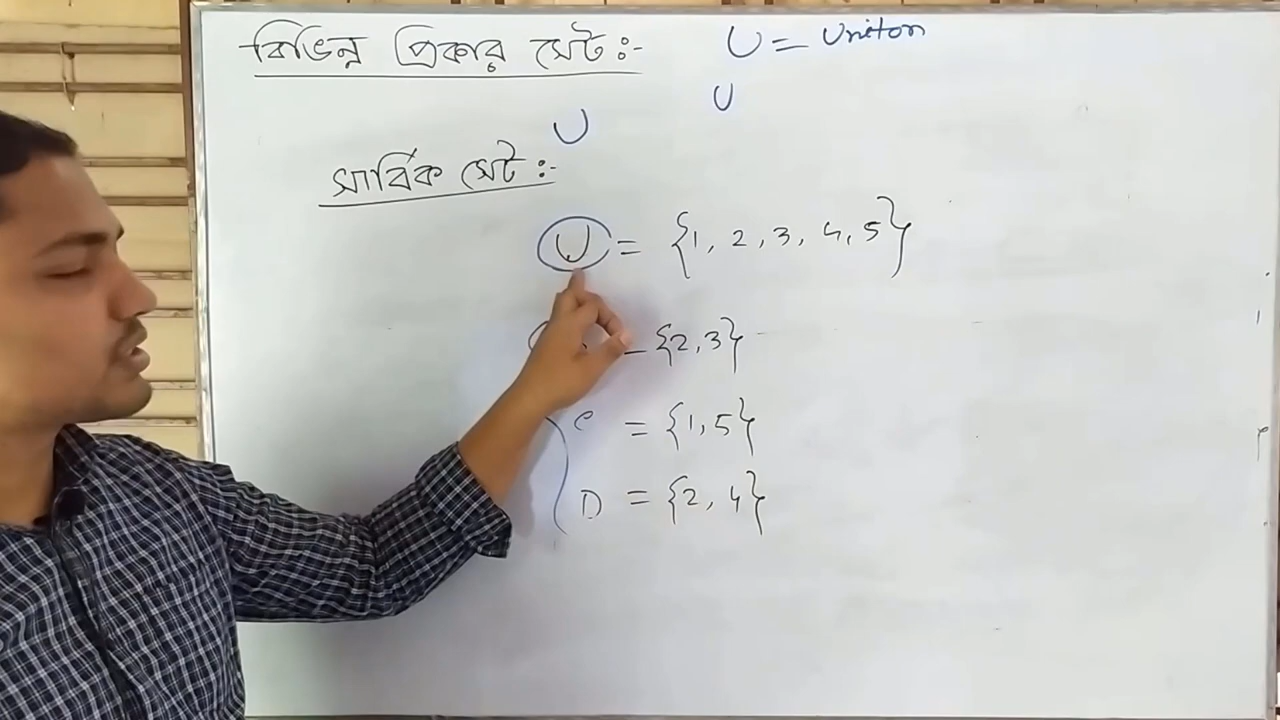 বিভিন্ন প্রকার সেট ঃ- U = Uniton
U
U
সার্বিক সেট ঃ-
U = {1, 2, 3, 4, 5}
= {2, 3}
C = {1, 5}
D = {2, 4}